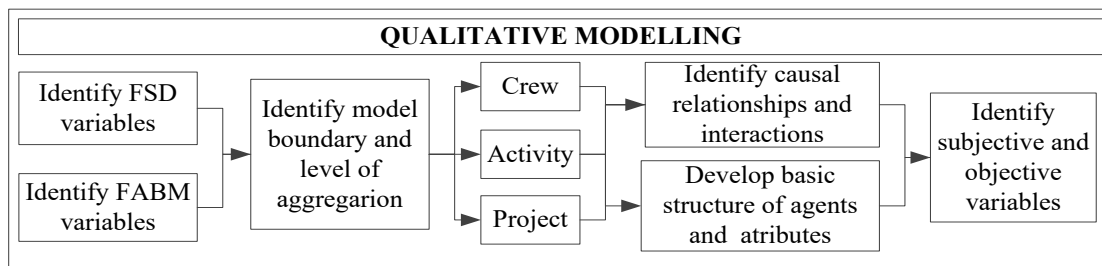 QUALITATIVE MODELLING
Identify FSD
variables
Identify FABM
variables
Identify model
boundary and
level of
aggregarion
Crew
Activity
Project
Identify causal
relationships and
interactions
Develop basic
structure of agents
and atributes
Identify
subjective and
objective
variables